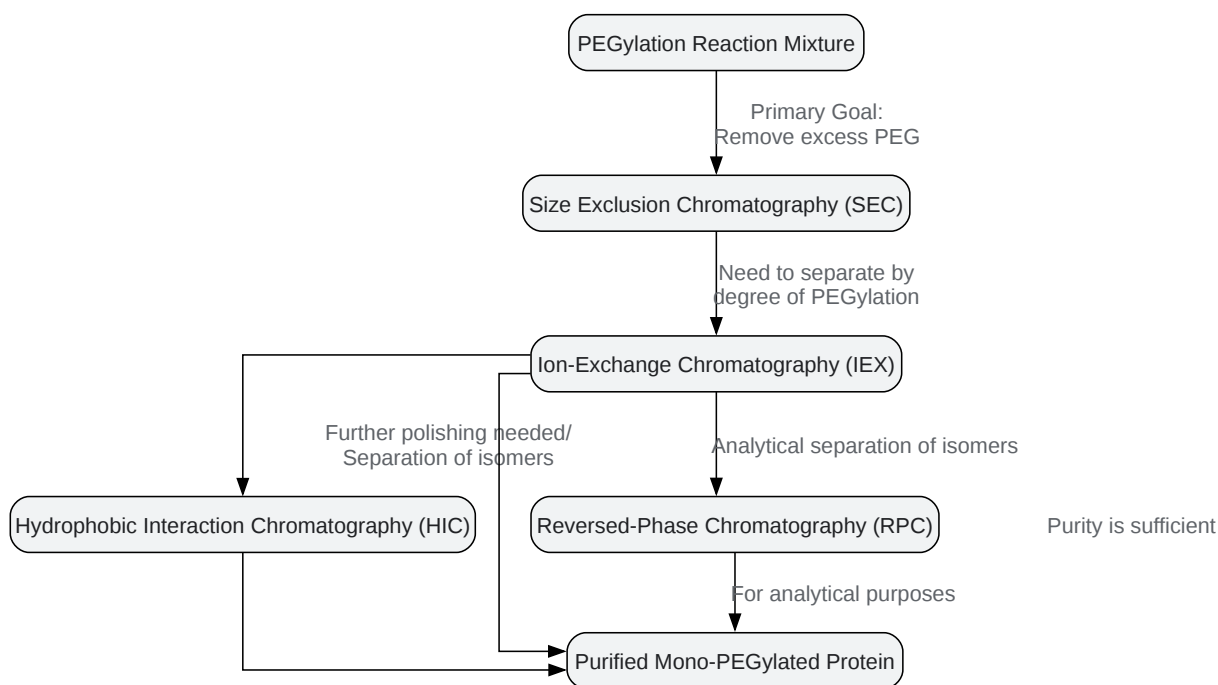 PEGylation Reaction Mixture
Primary Goal:
Remove excess PEG
Size Exclusion Chromatography (SEC)
Need to separate by
degree of PEGylation
Ion-Exchange Chromatography (IEX)
Further polishing needed/
Separation of isomers
Analytical separation of isomers
Hydrophobic Interaction Chromatography (HIC)
Reversed-Phase Chromatography (RPC)
Purity is sufficient
For analytical purposes
Purified Mono-PEGylated Protein